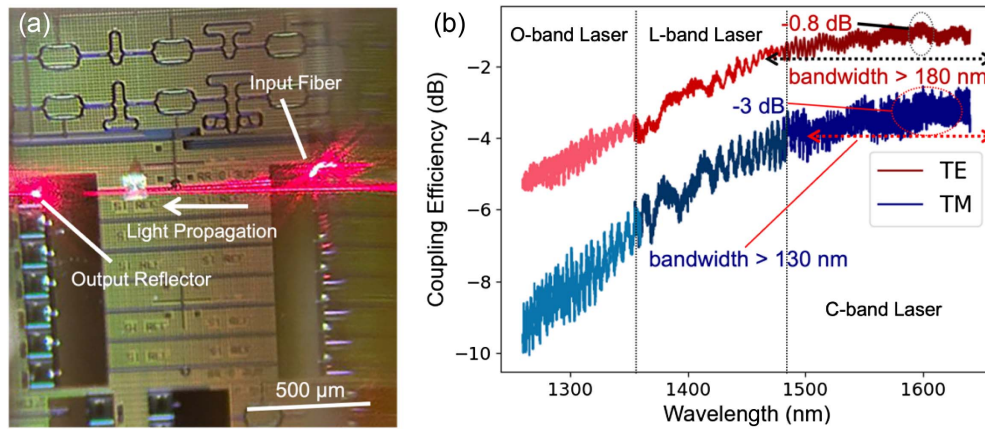 (a)
Input Fiber
Light Propagation
Output Reflector
500 µm
(b)
O-band Laser
L-band Laser
-0.8 dB
bandwidth > 180 nm
-3 dB
TE
TM
bandwidth > 130 nm
C-band Laser
Coupling Efficiency (dB)
−2
−4
−6
−8
−10
1300
1400
1500
1600
Wavelength (nm)